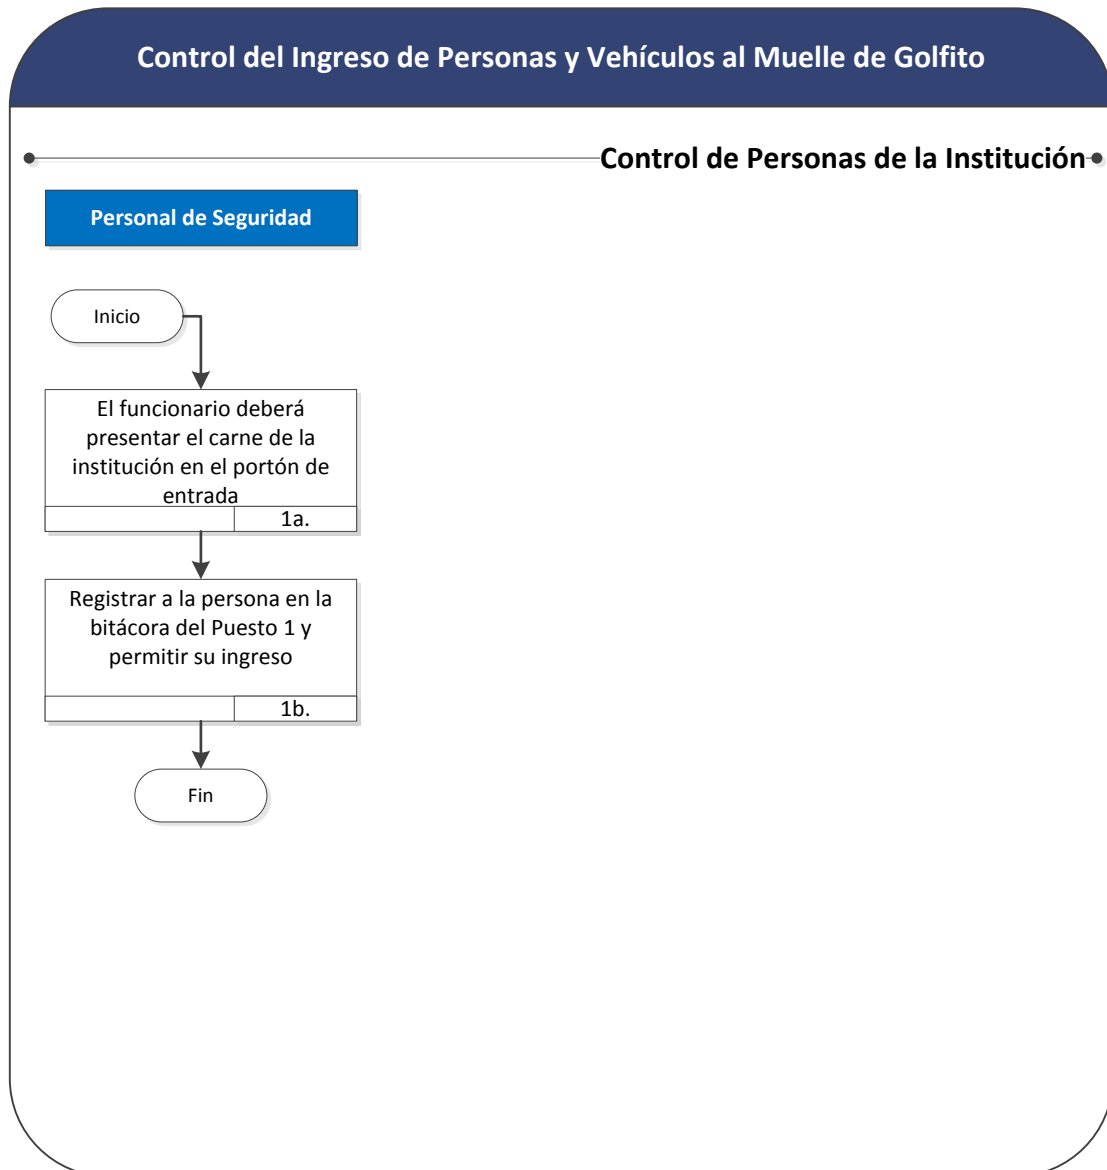 Control del Ingreso de Personas y Vehículos al Muelle de Golfito
Control de Personas de la Institución
Personal de Seguridad
Inicio
El funcionario deberá
presentar el carne de la
institución en el portón de
entrada
1a.
Registrar a la persona en la
bitácora del Puesto 1 y
permitir su ingreso
1b.
Fin